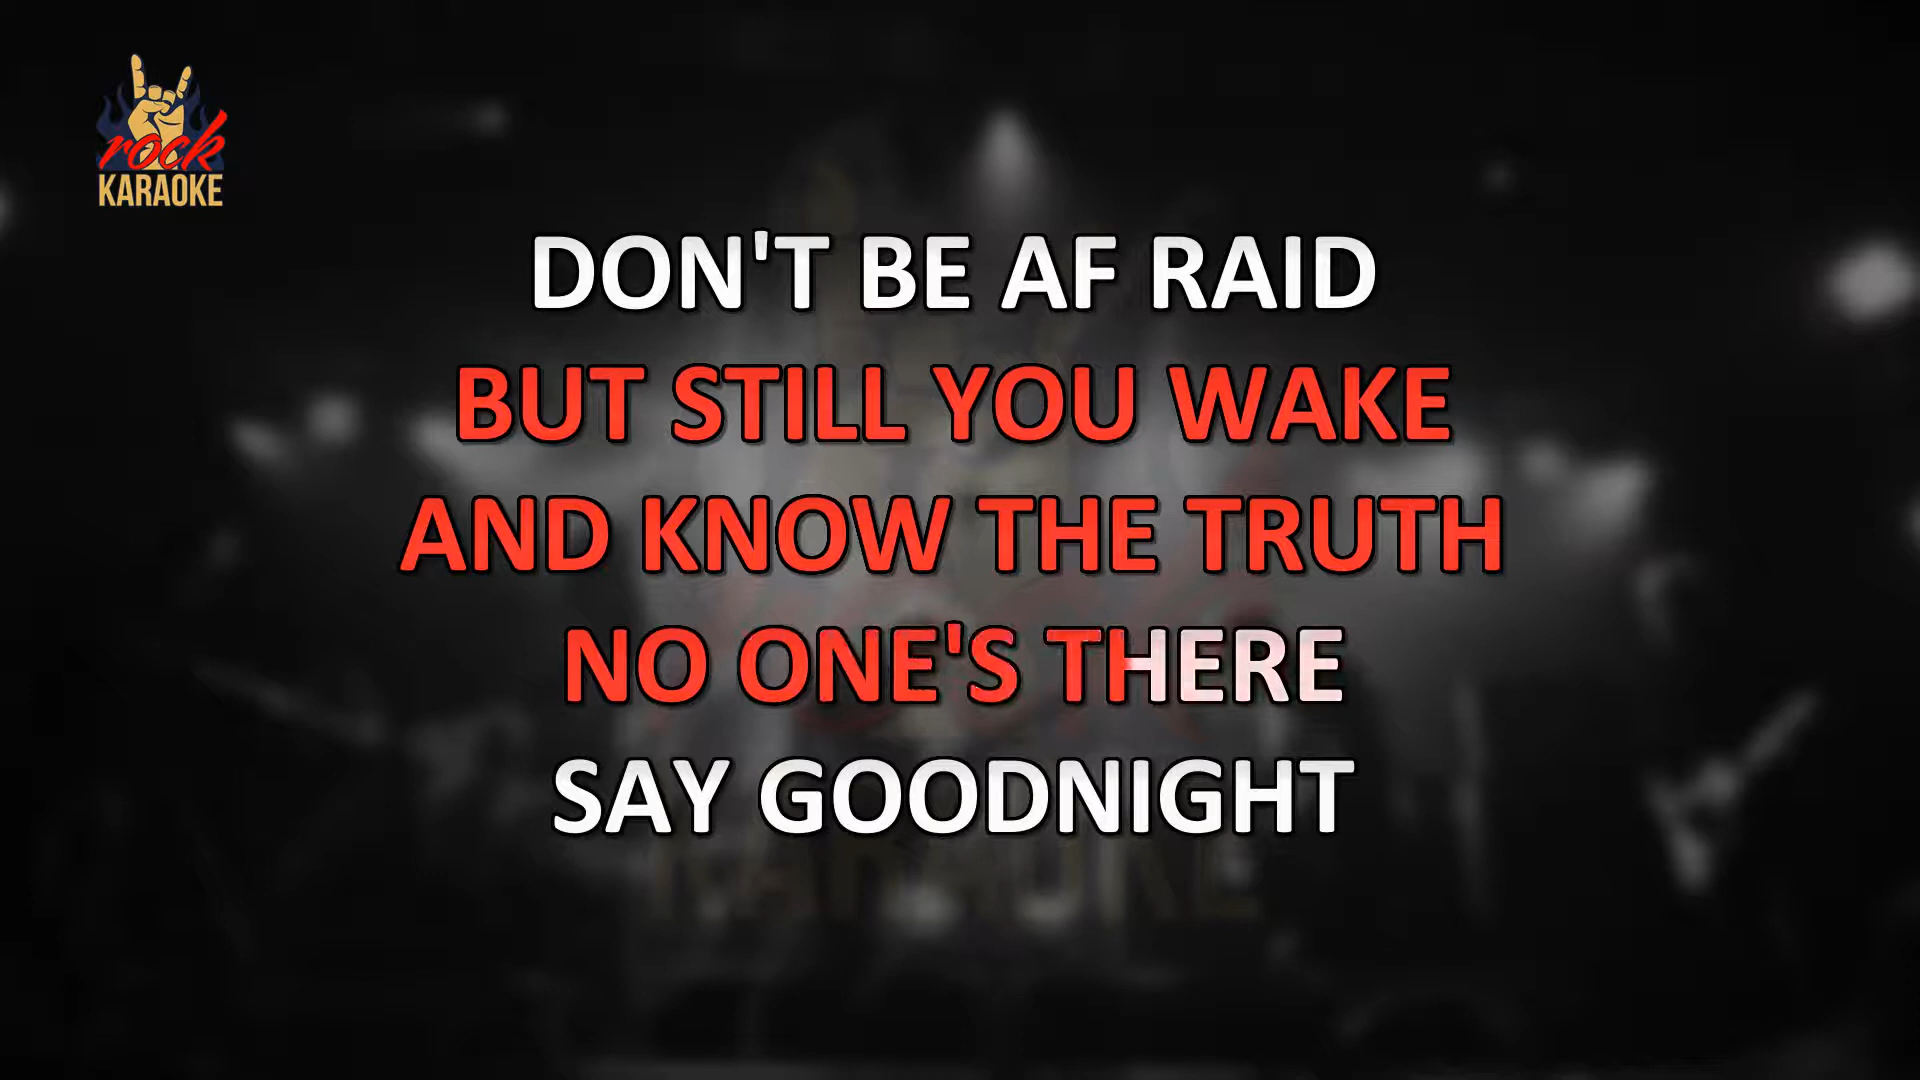 rock
KARAOKE
DON'T BE AF RAID
BUT STILL YOU WAKE
AND KNOW THE TRUTH
NO ONE'S THERE
SAY GOODNIGHT
KARAOKE